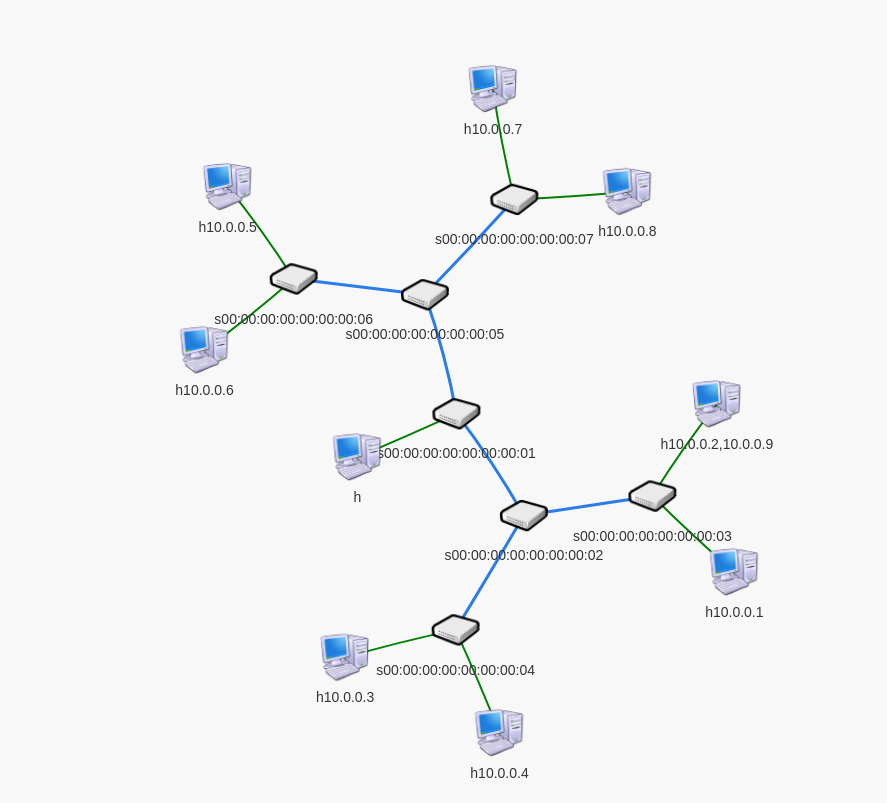 h10.0.0.7
h10.0.0.5
h10.0.0.8
s00:00:00:00:00:00:00:07
s00:00:00:00:00:00:00:06
s00:00:00:00:00:00:00:05
h10.0.0.6
h10.0.0.2,10.0.0.9
s00:00:00:00:00:00:00:01
h
s00:00:00:00:00:00:00:03
s00:00:00:00:00:00:00:02
h10.0.0.1
s00:00:00:00:00:00:00:04
h10.0.0.3
h10.0.0.4